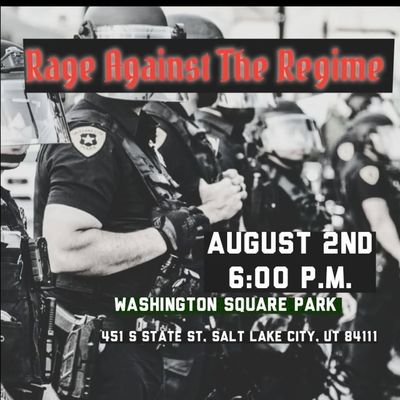 Rage Against The Regime
AUGUST 2ND
6:00 P.M.
WASHINGTON SQUARE PARK
451 S STATE ST, SALT LAKE CITY, UT 84111